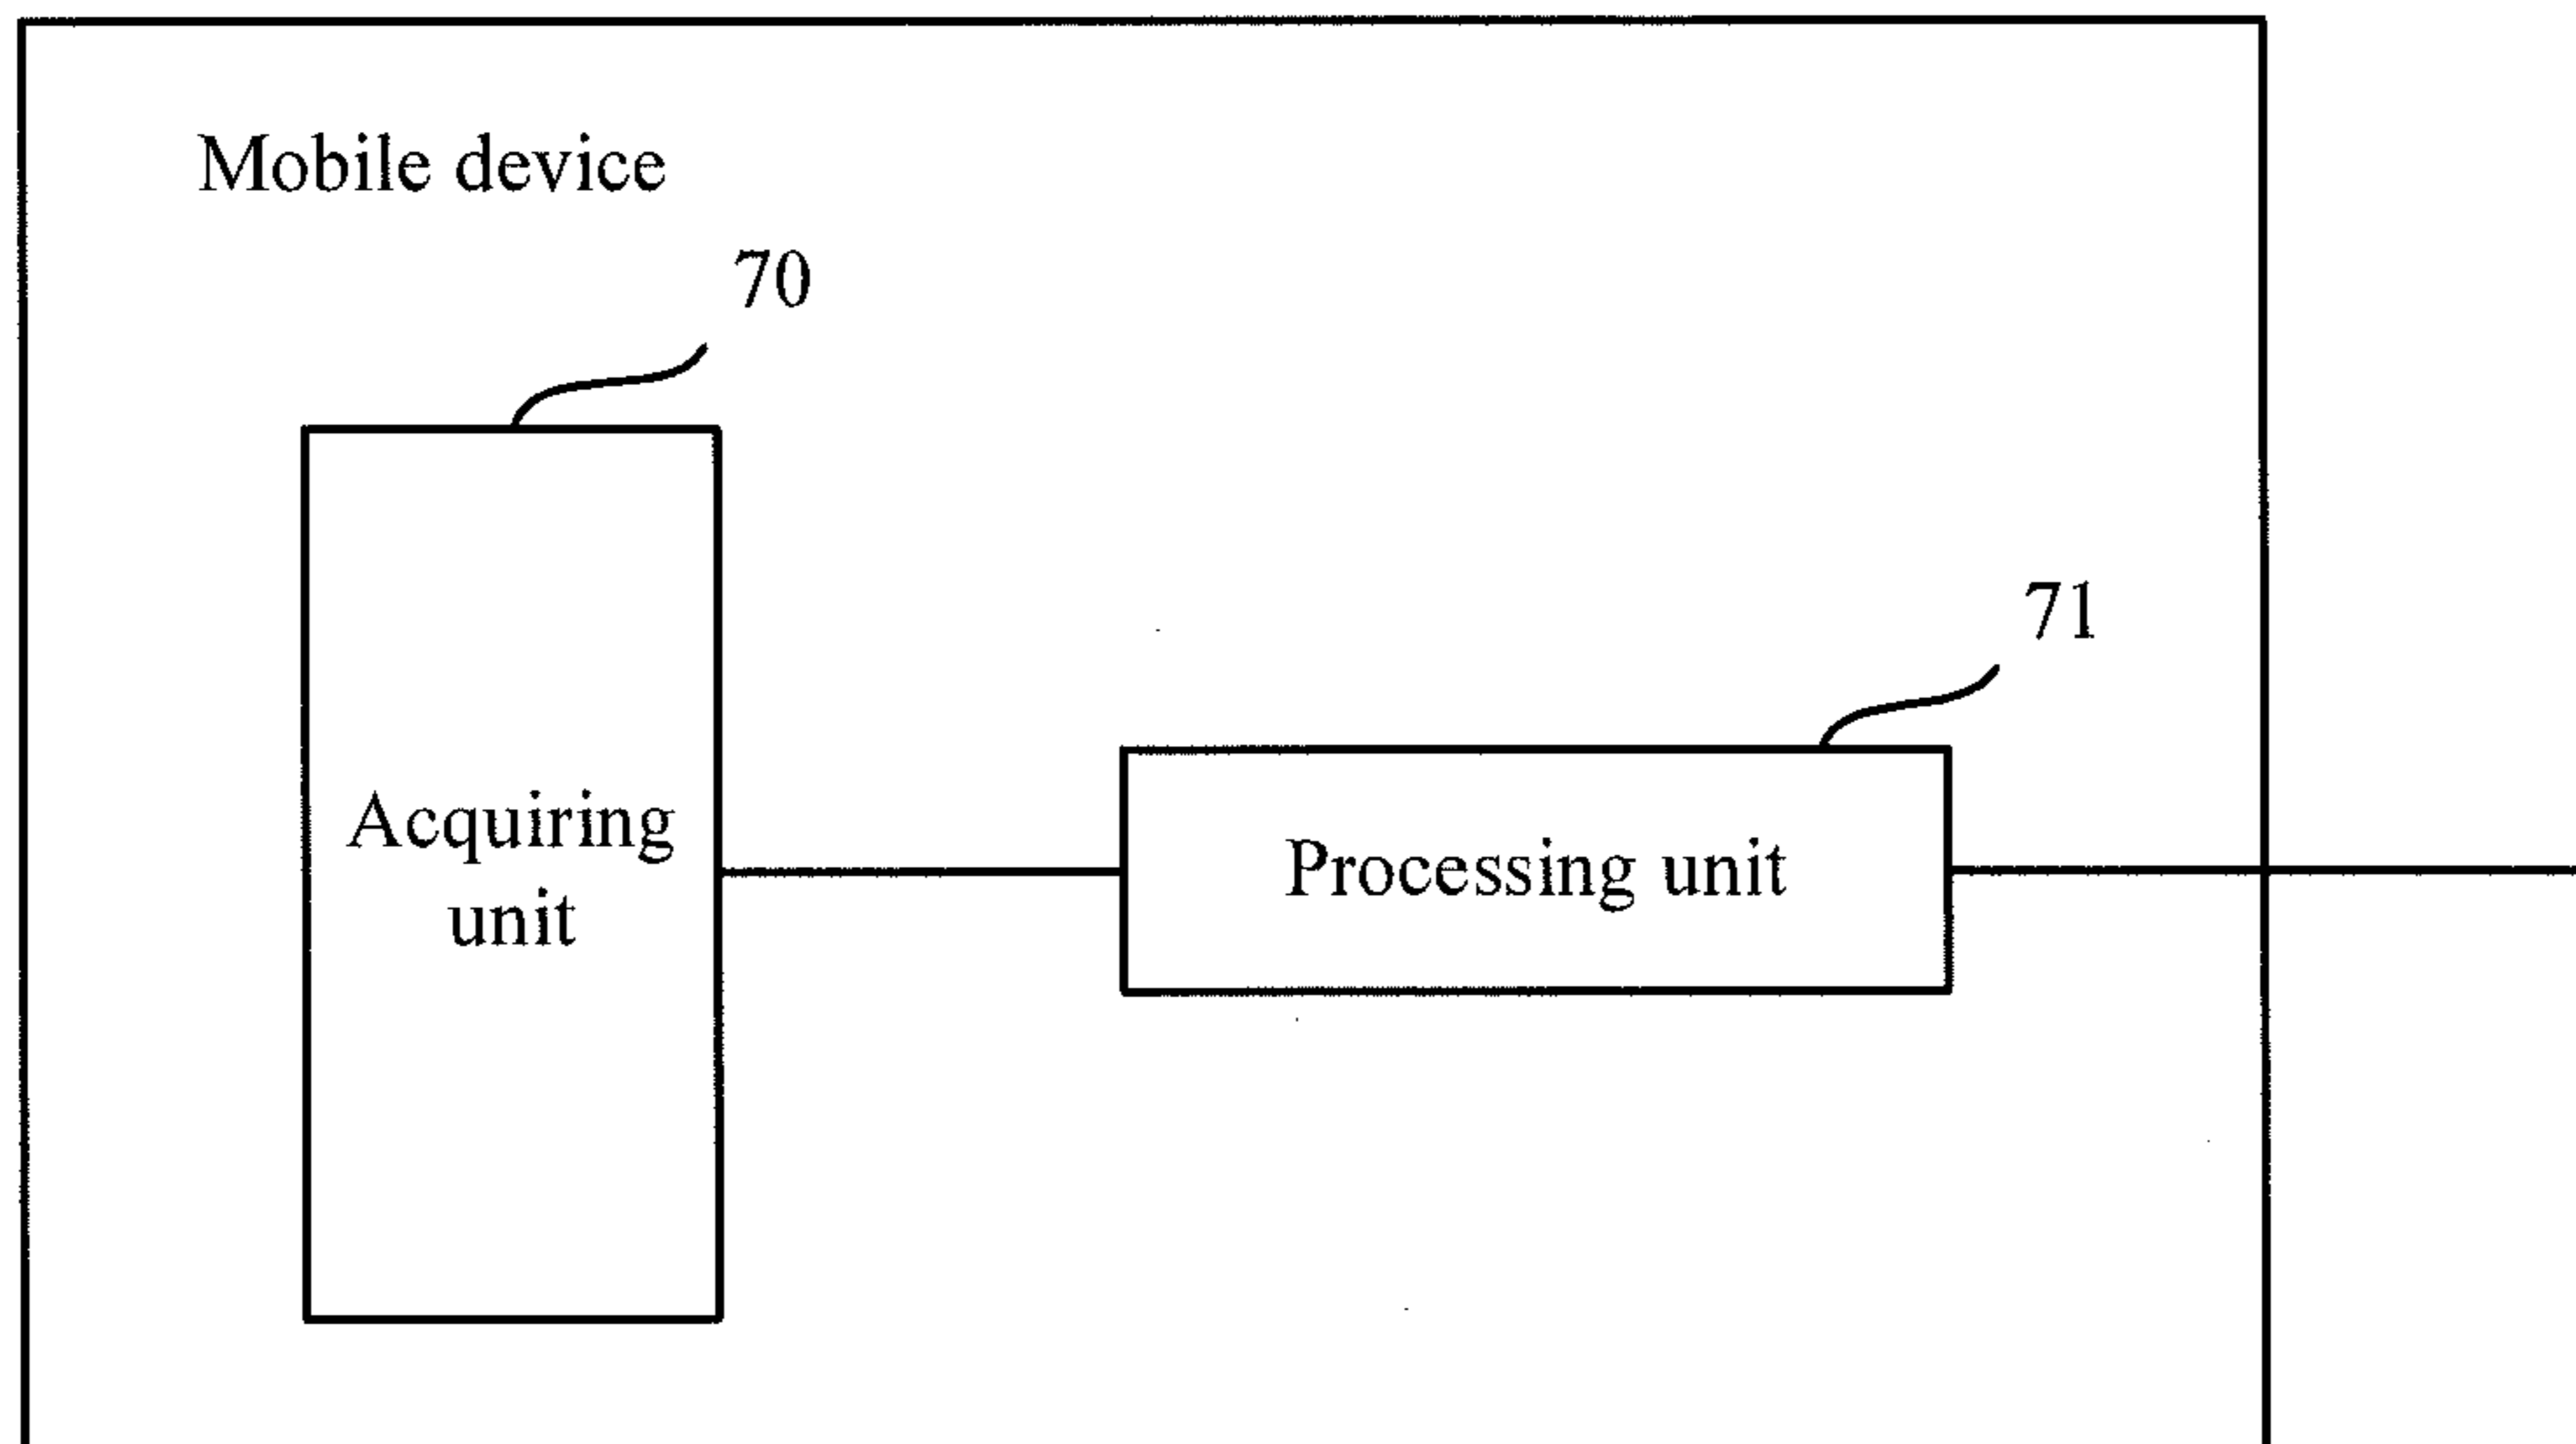 Mobile device
70
71
Acquiring
unit
Processing unit